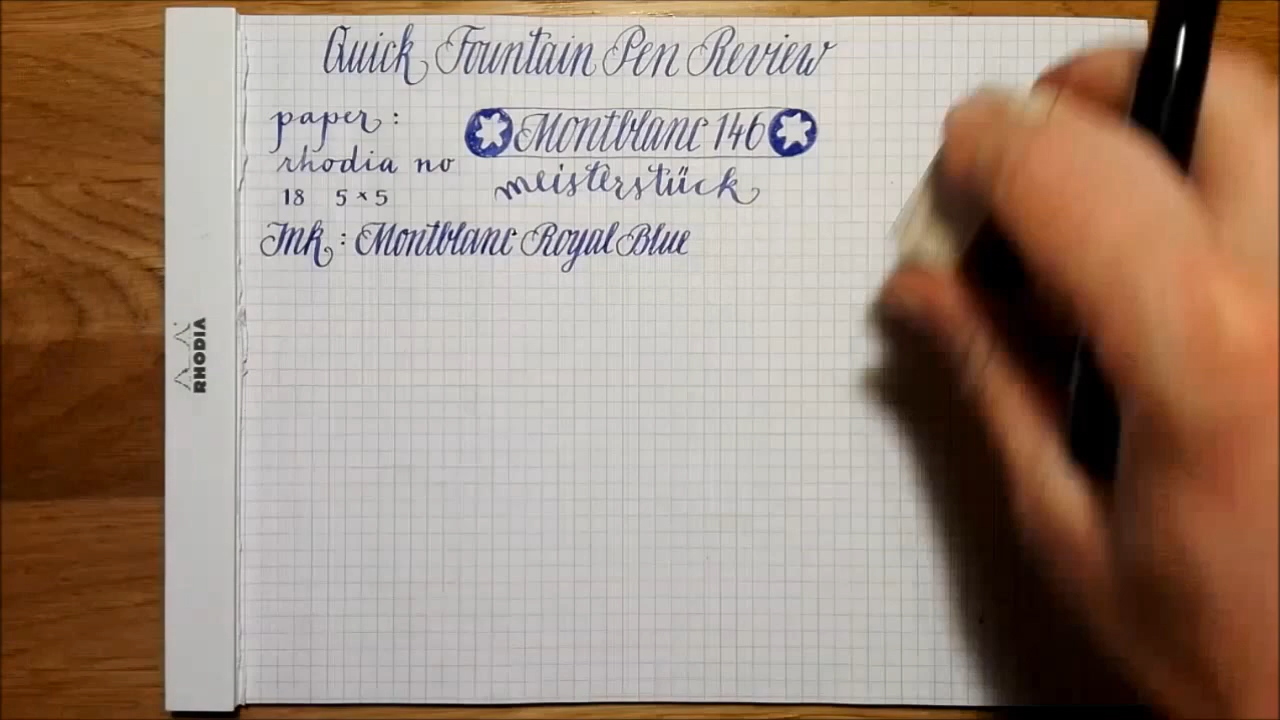 Quick Fountain Pen Review
Montblanc 146
meisterstück
paper :
rhodia no
18 5×5
Ink : Montblanc Royal Blue
RHODIA